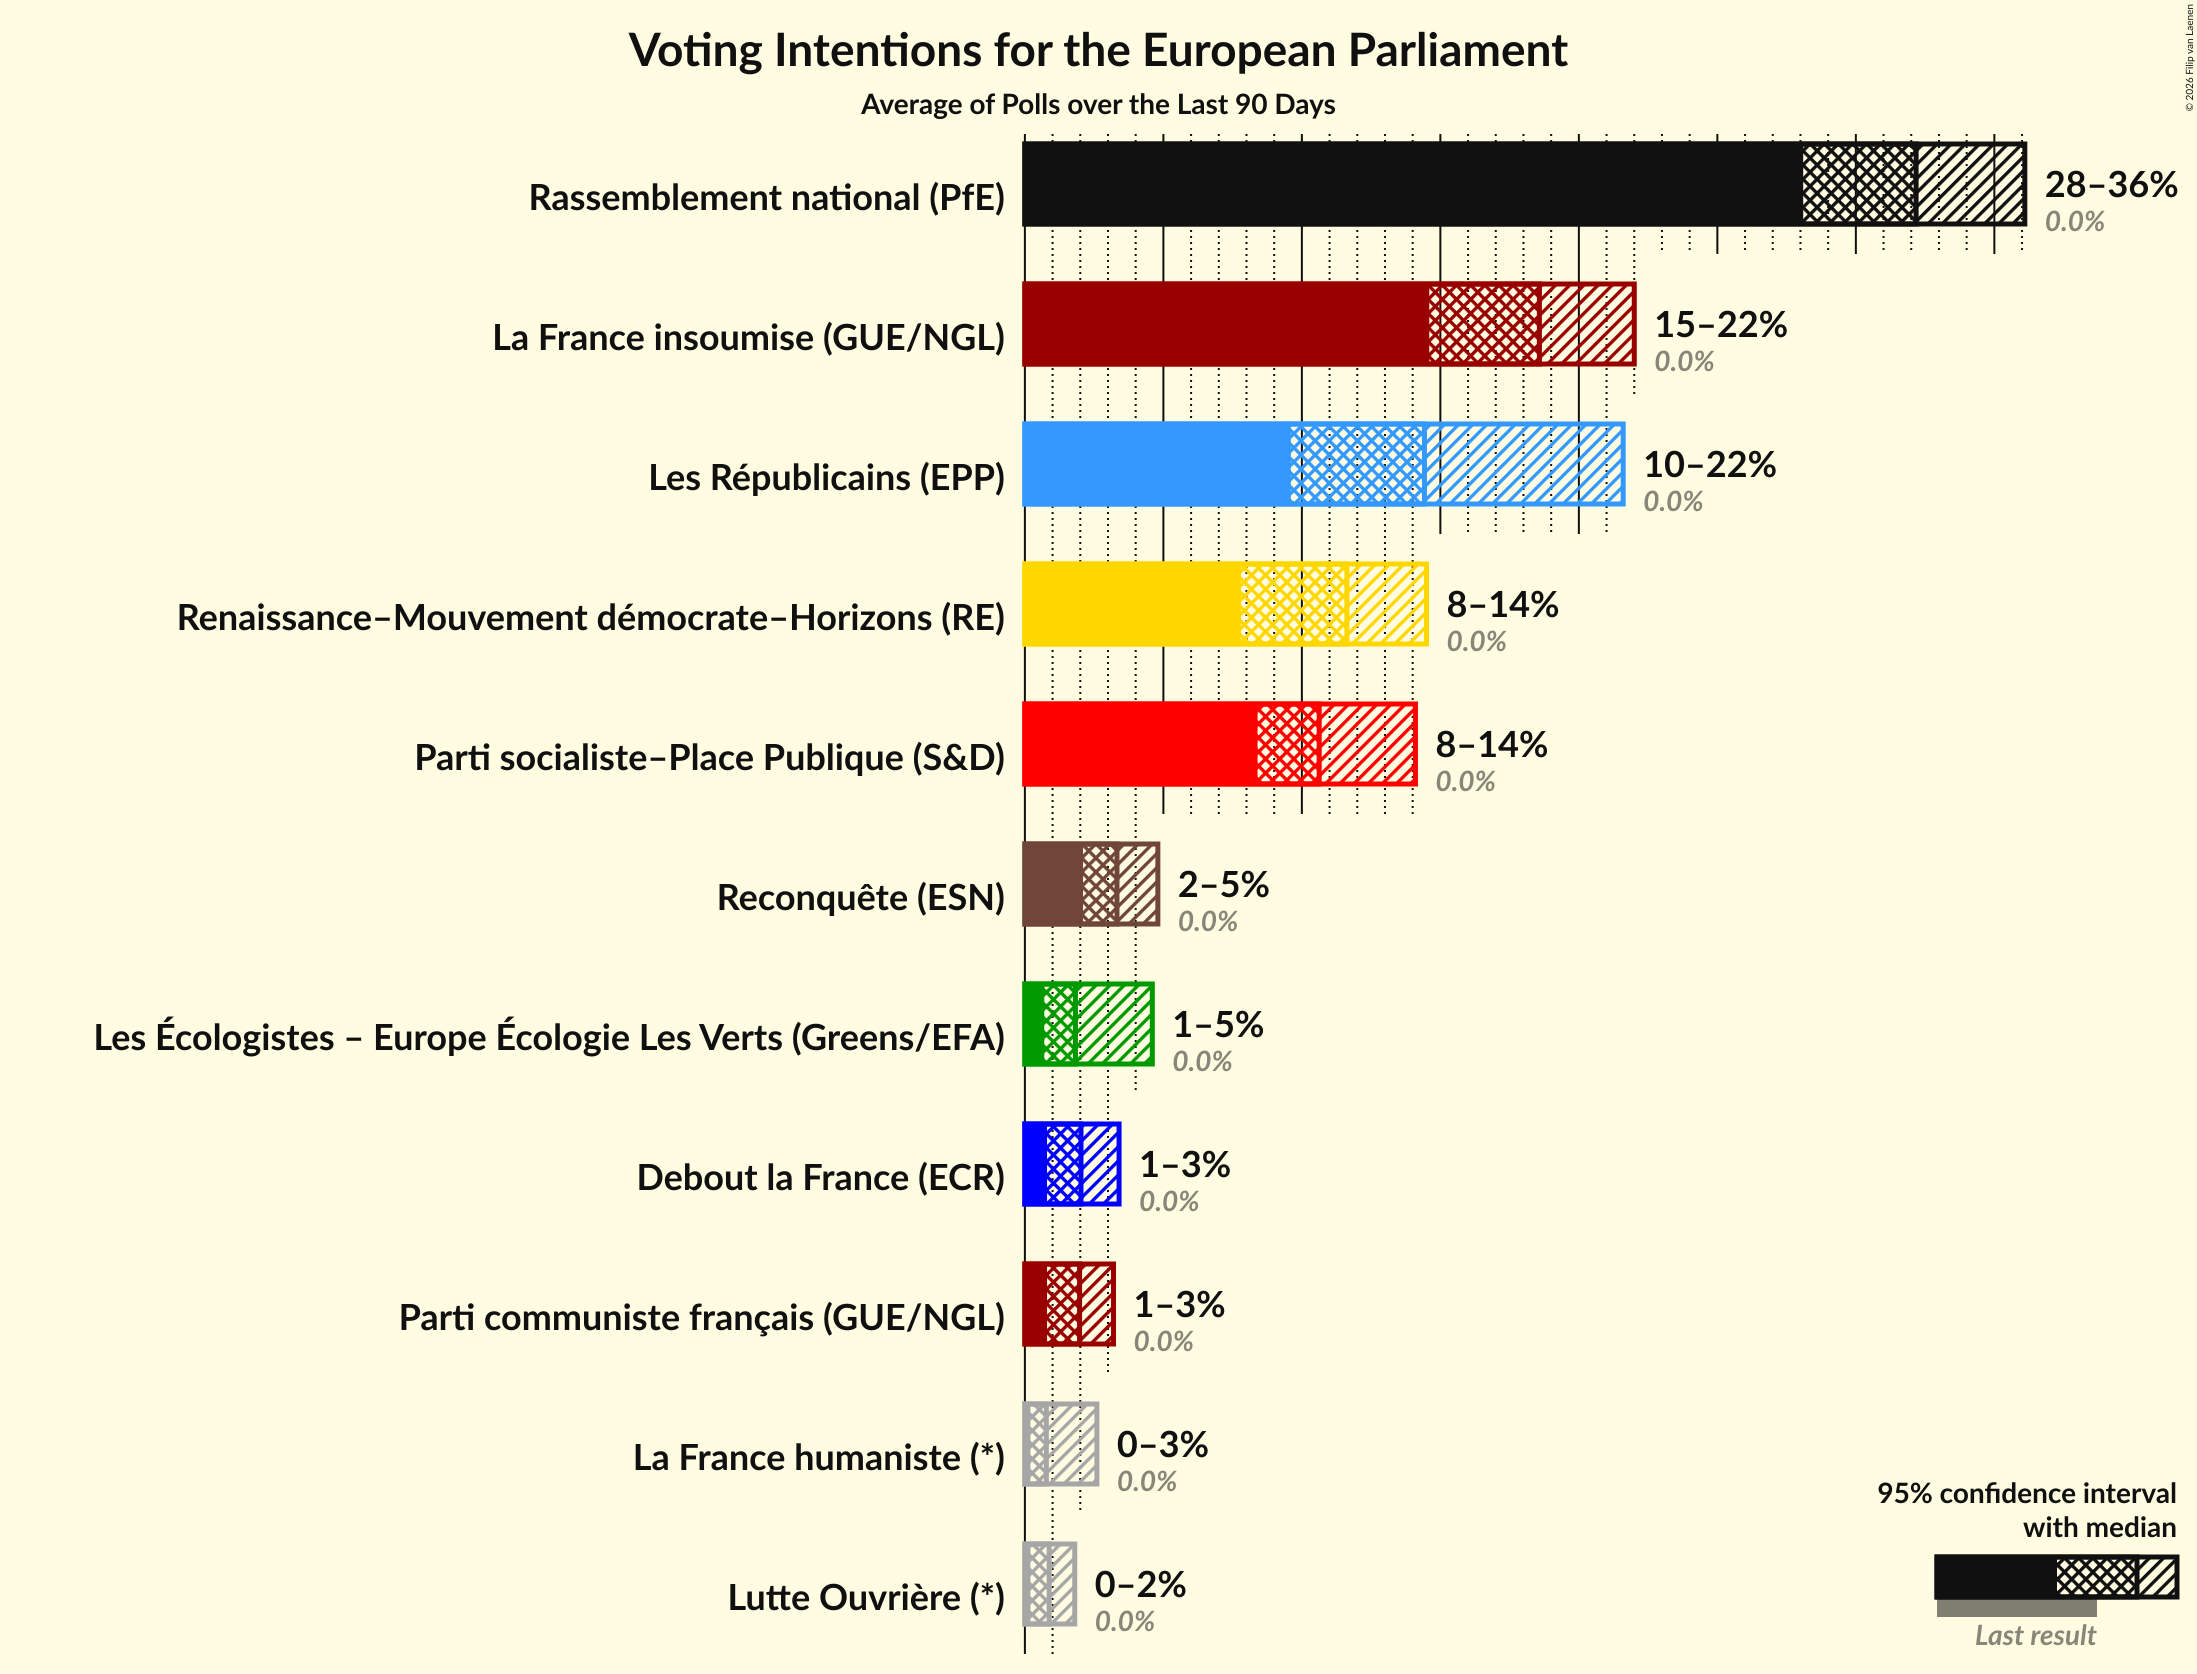 Voting Intentions for the European Parliament
Average of Polls over the Last 90 Days
© 2026 Filip van Laenen
Rassemblement national (PfE)
28–36%
0.0%
La France insoumise (GUE/NGL)
15–22%
0.0%
Les Républicains (EPP)
10–22%
0.0%
Renaissance–Mouvement démocrate–Horizons (RE)
8–14%
0.0%
Parti socialiste–Place Publique (S&D)
8–14%
0.0%
Reconquête (ESN)
2–5%
0.0%
Les Écologistes – Europe Écologie Les Verts (Greens/EFA)
1–5%
0.0%
Debout la France (ECR)
1–3%
0.0%
Parti communiste français (GUE/NGL)
1–3%
0.0%
La France humaniste (*)
0–3%
0.0%
Lutte Ouvrière (*)
0–2%
0.0%
95% confidence interval
with median
Last result